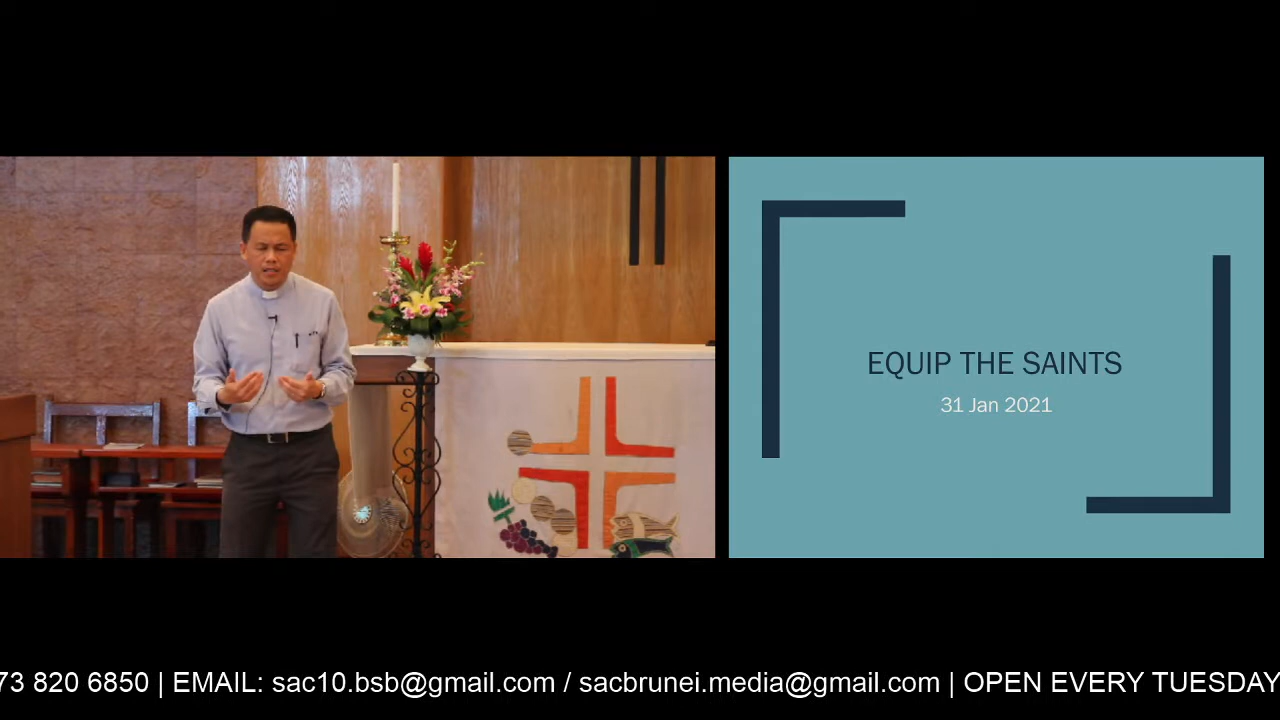 EQUIP THE SAINTS
31 Jan 2021
73 820 6850 | EMAIL: sac10.bsb@gmail.com / sacbrunei.media@gmail.com | OPEN EVERY TUESDAY